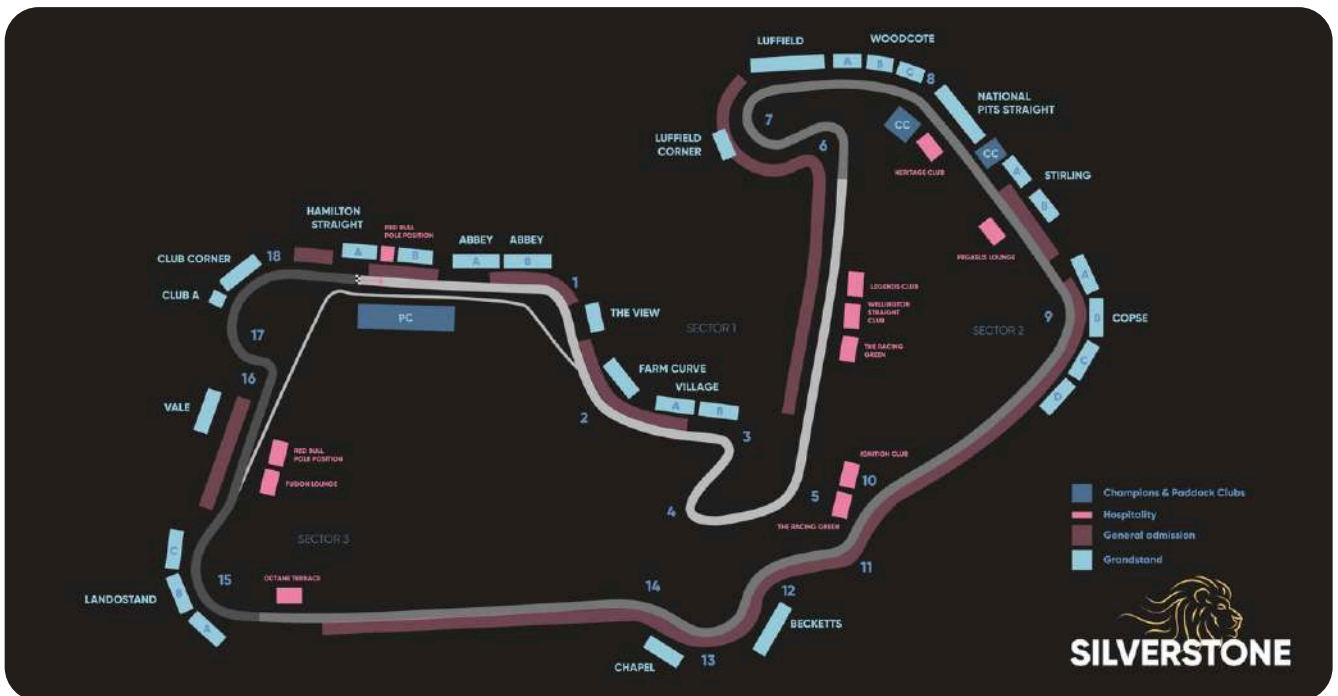 LUFFIELD
WOODCOTE
A
B
C
8
NATIONAL
PITS STRAIGHT
7
6
CC
CC
LUFFIELD
CORNER
HERITAGE CLUB
A
STIRLING
B
HAMILTON
STRAIGHT
RED BULL
POLE POSITION
ABBEY
ABBEY
A
B
A
B
18
CLUB CORNER
CLUB A
1
PEGASUS LOUNGE
A
LEGENDS CLUB
WELLINGTON
STRAIGHT
CLUB
THE RACING
GREEN
PC
THE VIEW
SECTOR 1
SECTOR 2
9
B
COPSE
C
D
17
16
FARM CURVE
VILLAGE
A
B
VALE
2
3
RED BULL
POLE POSITION
FUSION LOUNGE
IGNITION CLUB
10
5
4
THE RACING GREEN
SECTOR 3
C
15
OCTANE TERRACE
14
11
12
LANDOSTAND
B
A
BECKETTS
13
CHAPEL
Champions & Paddock Clubs
Hospitality
General admission
Grandstand
SILVERSTONE